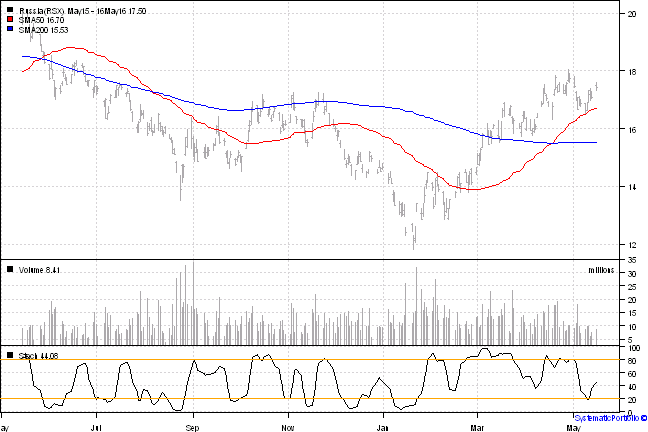 Russia(RSX) May15 - 16May16 17.50
SMA50 16.70
SMA200 15.53
20
18
16
14
12
Volume 8.41
millions
35
30
25
20
15
10
5
Stoch 44.08
100
80
60
40
20
0
ay
Jul
Sep
Nov
Jan
Mar
May
SystematicPortfolio ©